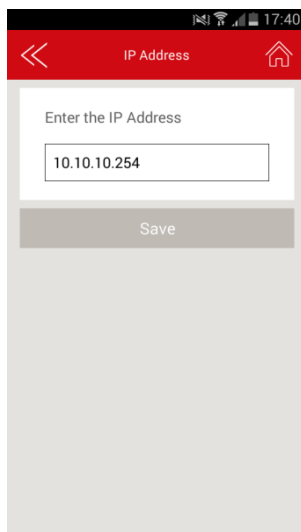 17:40
IP Address
Enter the IP Address
10.10.10.254
Save